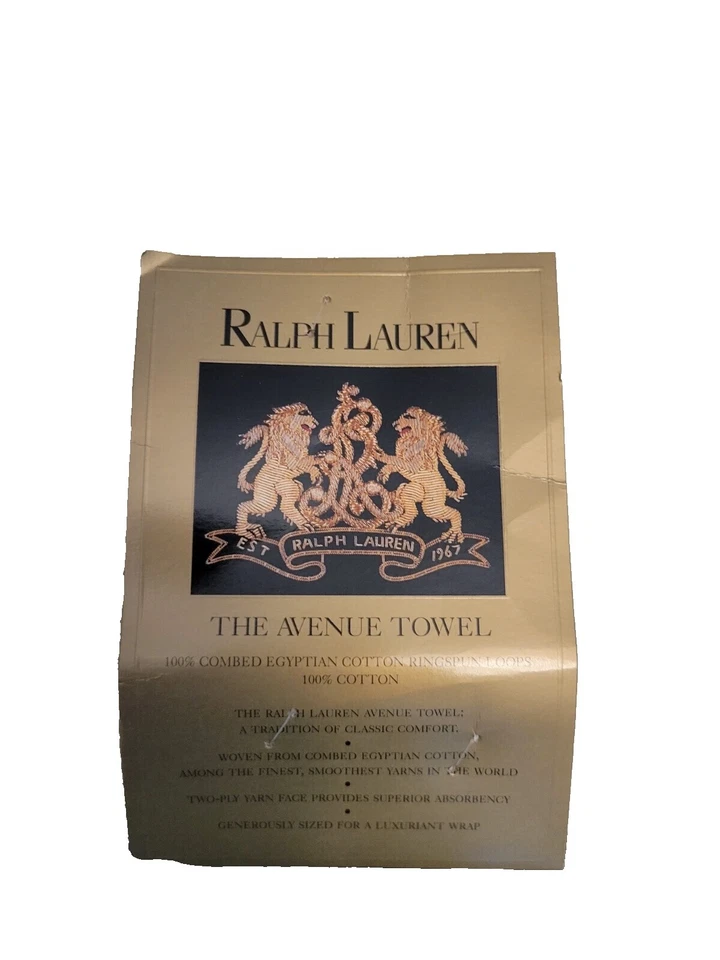 RALPH LAUREN
EST RALPH LAUREN 1967
THE AVENUE TOWEL
100% COMBED EGYPTIAN COTTON RINGSPUN LOOPS
100% COTTON
THE RALPH LAUREN AVENUE TOWEL:
A TRADITION OF CLASSIC COMFORT.
•
WOVEN FROM COMBED EGYPTIAN COTTON,
AMONG THE FINEST, SMOOTHEST YARNS IN THE WORLD
•
TWO-PLY YARN FACE PROVIDES SUPERIOR ABSORBENCY
•
GENEROUSLY SIZED FOR A LUXURIANT WRAP